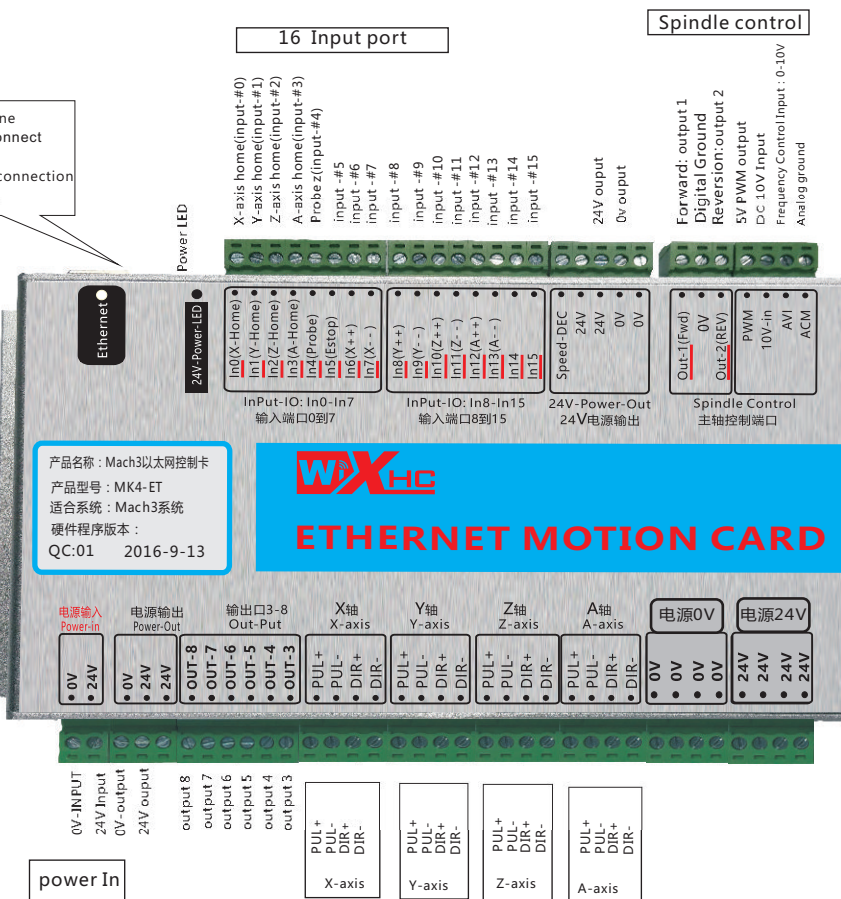 16 Input port
Spindle control
ne
onnect
connection
Power LED
X-axis home(input-#0)
Y-axis home(input-#1)
Z-axis home(input-#2)
A-axis home(input-#3)
Probe z(input-#4)
input-#5
input -#6
input -#7
input -#8
input -#9
input -#10
input -#11
input -#12
input -#13
input -#14
input -#15
24V ouput
0v ouput
Forward: output 1
Digital Ground
Reversion:output 2
5V PWM output
DC 10V Input
Frequency Control Input : 0-10V
Analog ground
Ethernet
24V-Power-LED
In0(X-Home)
In1(Y-Home)
In2(Z-Home)
In3(A-Home)
In4(Probe)
In5(Estop)
In6(X++)
In7(X--)
In8(Y++)
In9(Y--)
In10(Z++)
In11(Z--)
In12(A++)
In13(A--)
In14
In15
Speed-DEC
24V
24V
0V
0V
Out-1(Fwd)
0V
Out-2(REV)
PWM
10V-in
AVI
ACM
InPut-IO: In0-In7
输入端口0到7
InPut-IO: In8-In15
输入端口8到15
24V-Power-Out
24V电源输出
Spindle Control
主轴控制端口
产品名称：Mach3以太网控制卡
产品型号：MK4-ET
适合系统：Mach3系统
硬件程序版本：
QC:01 2016-9-13
WiXHC
ETHERNET MOTION CARD
电源输入
Power-in
电源输出
Power-Out
输出口3-8
Out-Put
X轴
X-axis
Y轴
Y-axis
Z轴
Z-axis
A轴
A-axis
电源0V
电源24V
0V
24V
0V
24V
24V
OUT-8
OUT-7
OUT-6
OUT-5
OUT-4
OUT-3
PUL+
PUL-
DIR+
DIR-
PUL+
PUL-
DIR+
DIR-
PUL+
PUL-
DIR+
DIR-
PUL+
PUL-
DIR+
DIR-
0V
0V
0V
0V
24V
24V
24V
24V
0V-INPUT
24V Input
0V-output
24V ouput
output 8
output 7
output 6
output 5
output 4
output 3
PUL+
PUL-
DIR+
DIR-
X-axis
PUL+
PUL-
DIR+
DIR-
Y-axis
PUL+
PUL-
DIR+
DIR-
Z-axis
PUL+
PUL-
DIR+
DIR-
A-axis
power In